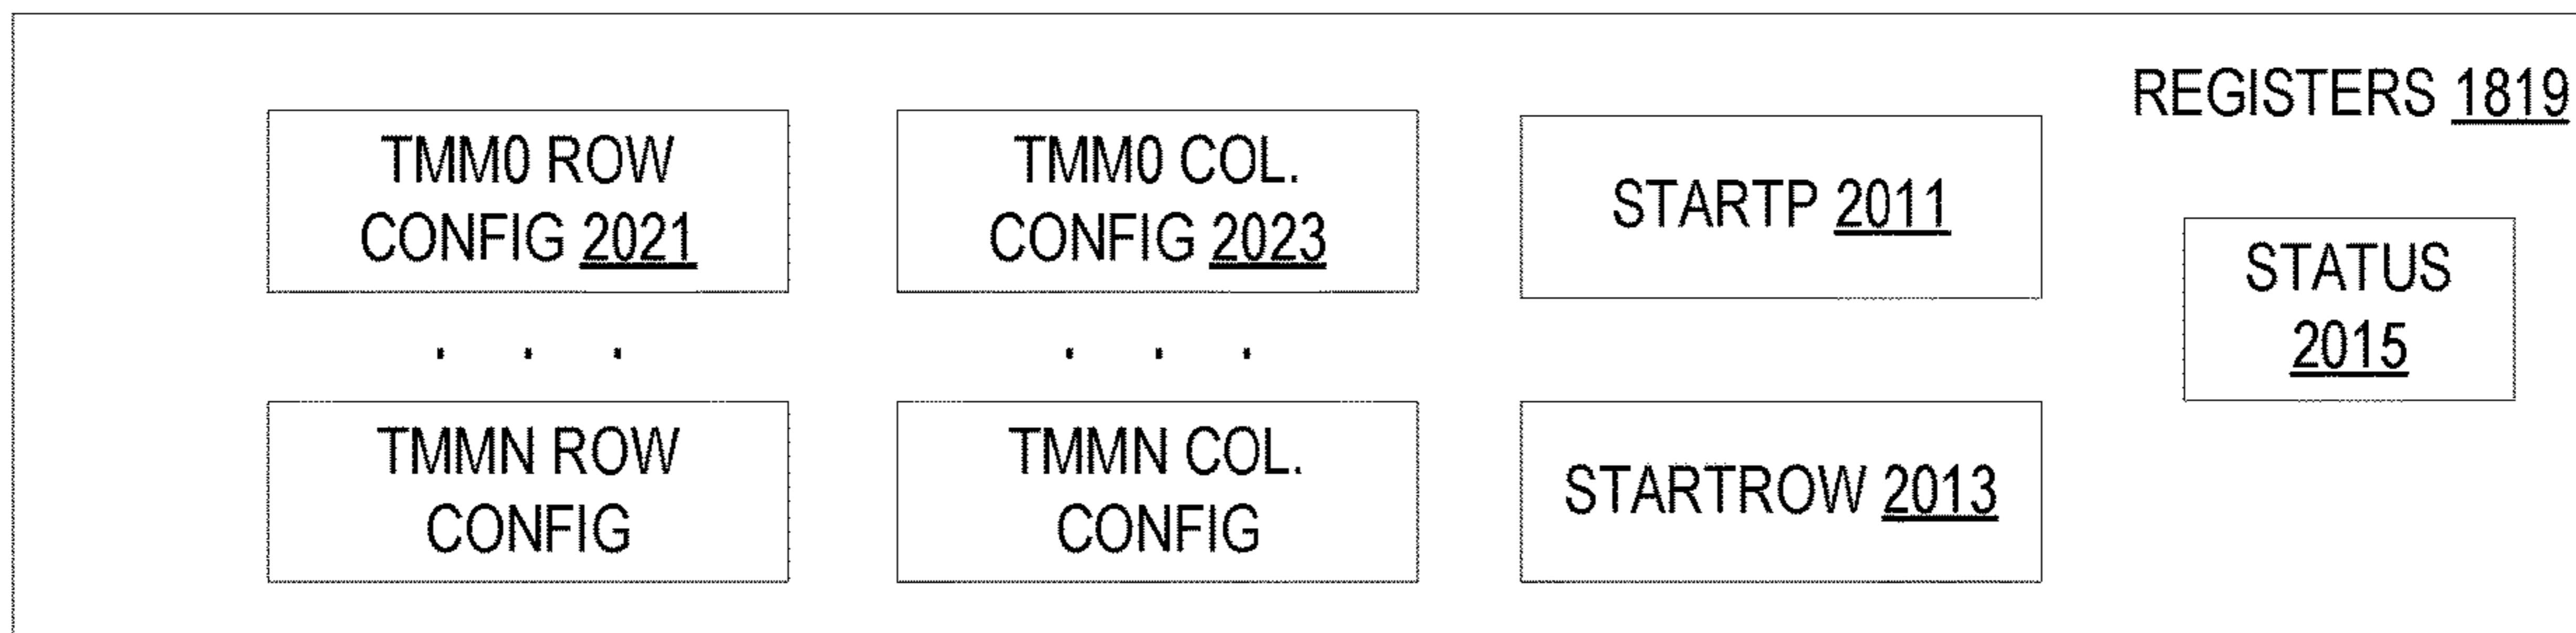 REGISTERS 1819
TMM0 ROW
CONFIG 2021
TMM0 COL.
CONFIG 2023
STARTP 2011
STATUS
2015
. . .
. . .
TMMN ROW
CONFIG
TMMN COL.
CONFIG
STARTROW 2013